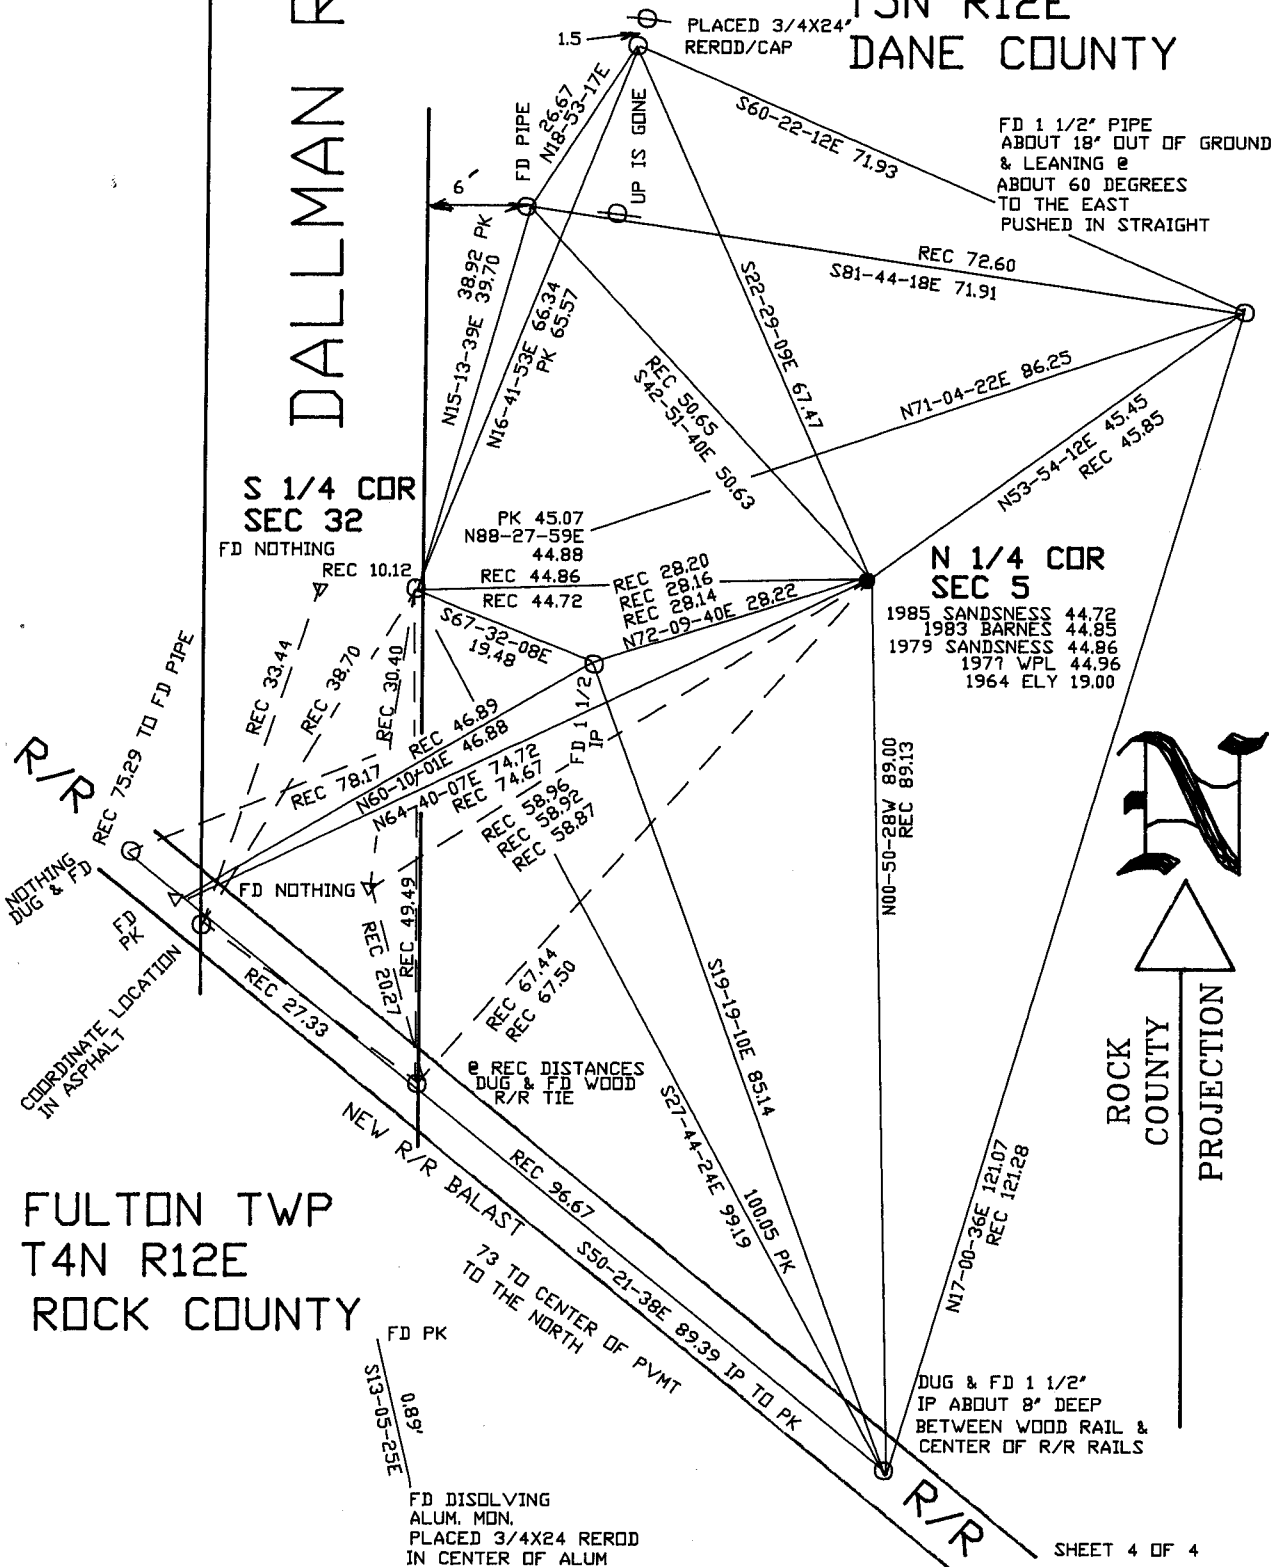 T5N R12E
DANE COUNTY
PLACED 3/4X24"
REROD/CAP
1.5
DALLMAN R
26.67
N18-53-17E
FD PIPE
UP IS GONE
S60-22-12E 71.93
FD 1 1/2" PIPE
ABOUT 18" OUT OF GROUND
& LEANING @
ABOUT 60 DEGREES
TO THE EAST
PUSHED IN STRAIGHT
6'
REC 72.60
S81-44-18E 71.91
38.92 PK
N15-13-39E 39.70
N16-41-53E 66.34
PK 65.57
REC 50.65
S42-51-40E 50.63
S22-29-09E 67.47
N71-04-22E 86.25
N53-54-12E 45.45
REC 45.85
S 1/4 COR
SEC 32
FD NOTHING
REC 10.12
PK 45.07
N88-27-59E
44.88
REC 44.86
REC 44.72
REC 28.20
REC 28.16
REC 28.14
N72-09-40E 28.22
N 1/4 COR
SEC 5
1985 SANDSNESS 44.72
1983 BARNES 44.85
1979 SANDSNESS 44.86
1977 WPL 44.96
1964 ELY 19.00
S67-32-08E
19.48
REC 33.44
REC 38.70
REC 30.40
FD 1 1/2
IP
REC 46.89
N60-10-01E 46.88
N64-40-07E 74.72
REC 74.67
REC 78.17
REC 58.96
REC 58.92
REC 58.87
R/R
REC 75.29 TO FD PIPE
NOTHING
DUG & FD
FD
PK
FD NOTHING
COORDINATE LOCATION
IN ASPHALT
REC 27.33
REC 20.27
REC 49.49
REC 67.44
REC 67.50
@ REC DISTANCES
DUG & FD WOOD
R/R TIE
N00-50-28W 89.00
REC 89.13
S19-19-10E 85.14
S27-44-24E 99.19
100.05 PK
N17-00-36E 121.07
REC 121.28
N
ROCK
COUNTY
PROJECTION
NEW R/R BALAST
REC 96.67
S50-21-38E 89.39 IP TO PK
73 TO CENTER OF PVMT
TO THE NORTH
FULTON TWP
T4N R12E
ROCK COUNTY
FD PK
0.89'
S13-05-25E
FD DISOLVING
ALUM. MON.
PLACED 3/4X24 REROD
IN CENTER OF ALUM
DUG & FD 1 1/2"
IP ABOUT 8" DEEP
BETWEEN WOOD RAIL &
CENTER OF R/R RAILS
R/R
SHEET 4 OF 4